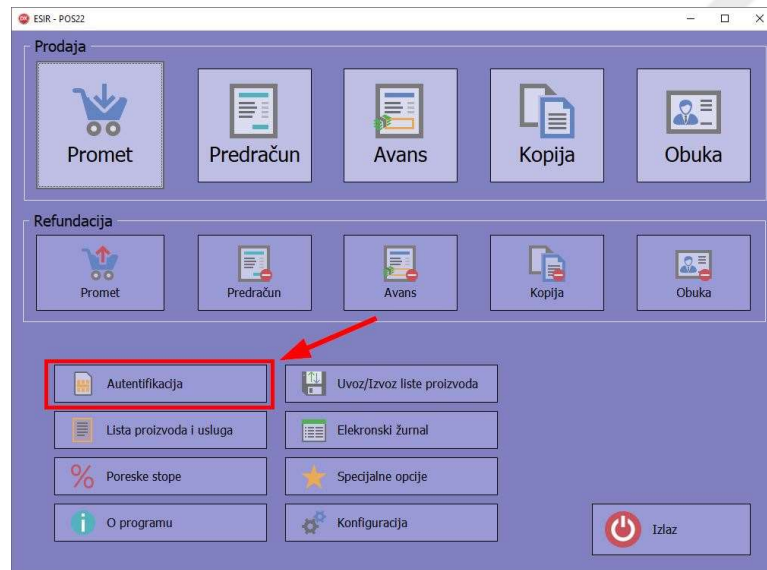 ESIR - POS22
Prodaja
Promet
Predračun
Avans
Kopija
Obuka
Refundacija
Promet
Predračun
Avans
Kopija
Obuka
Autentifikacija
Uvoz/Izvoz liste proizvoda
Lista proizvoda i usluga
Elekronski žurnal
Poreske stope
Specijalne opcije
O programu
Konfiguracija
Izlaz